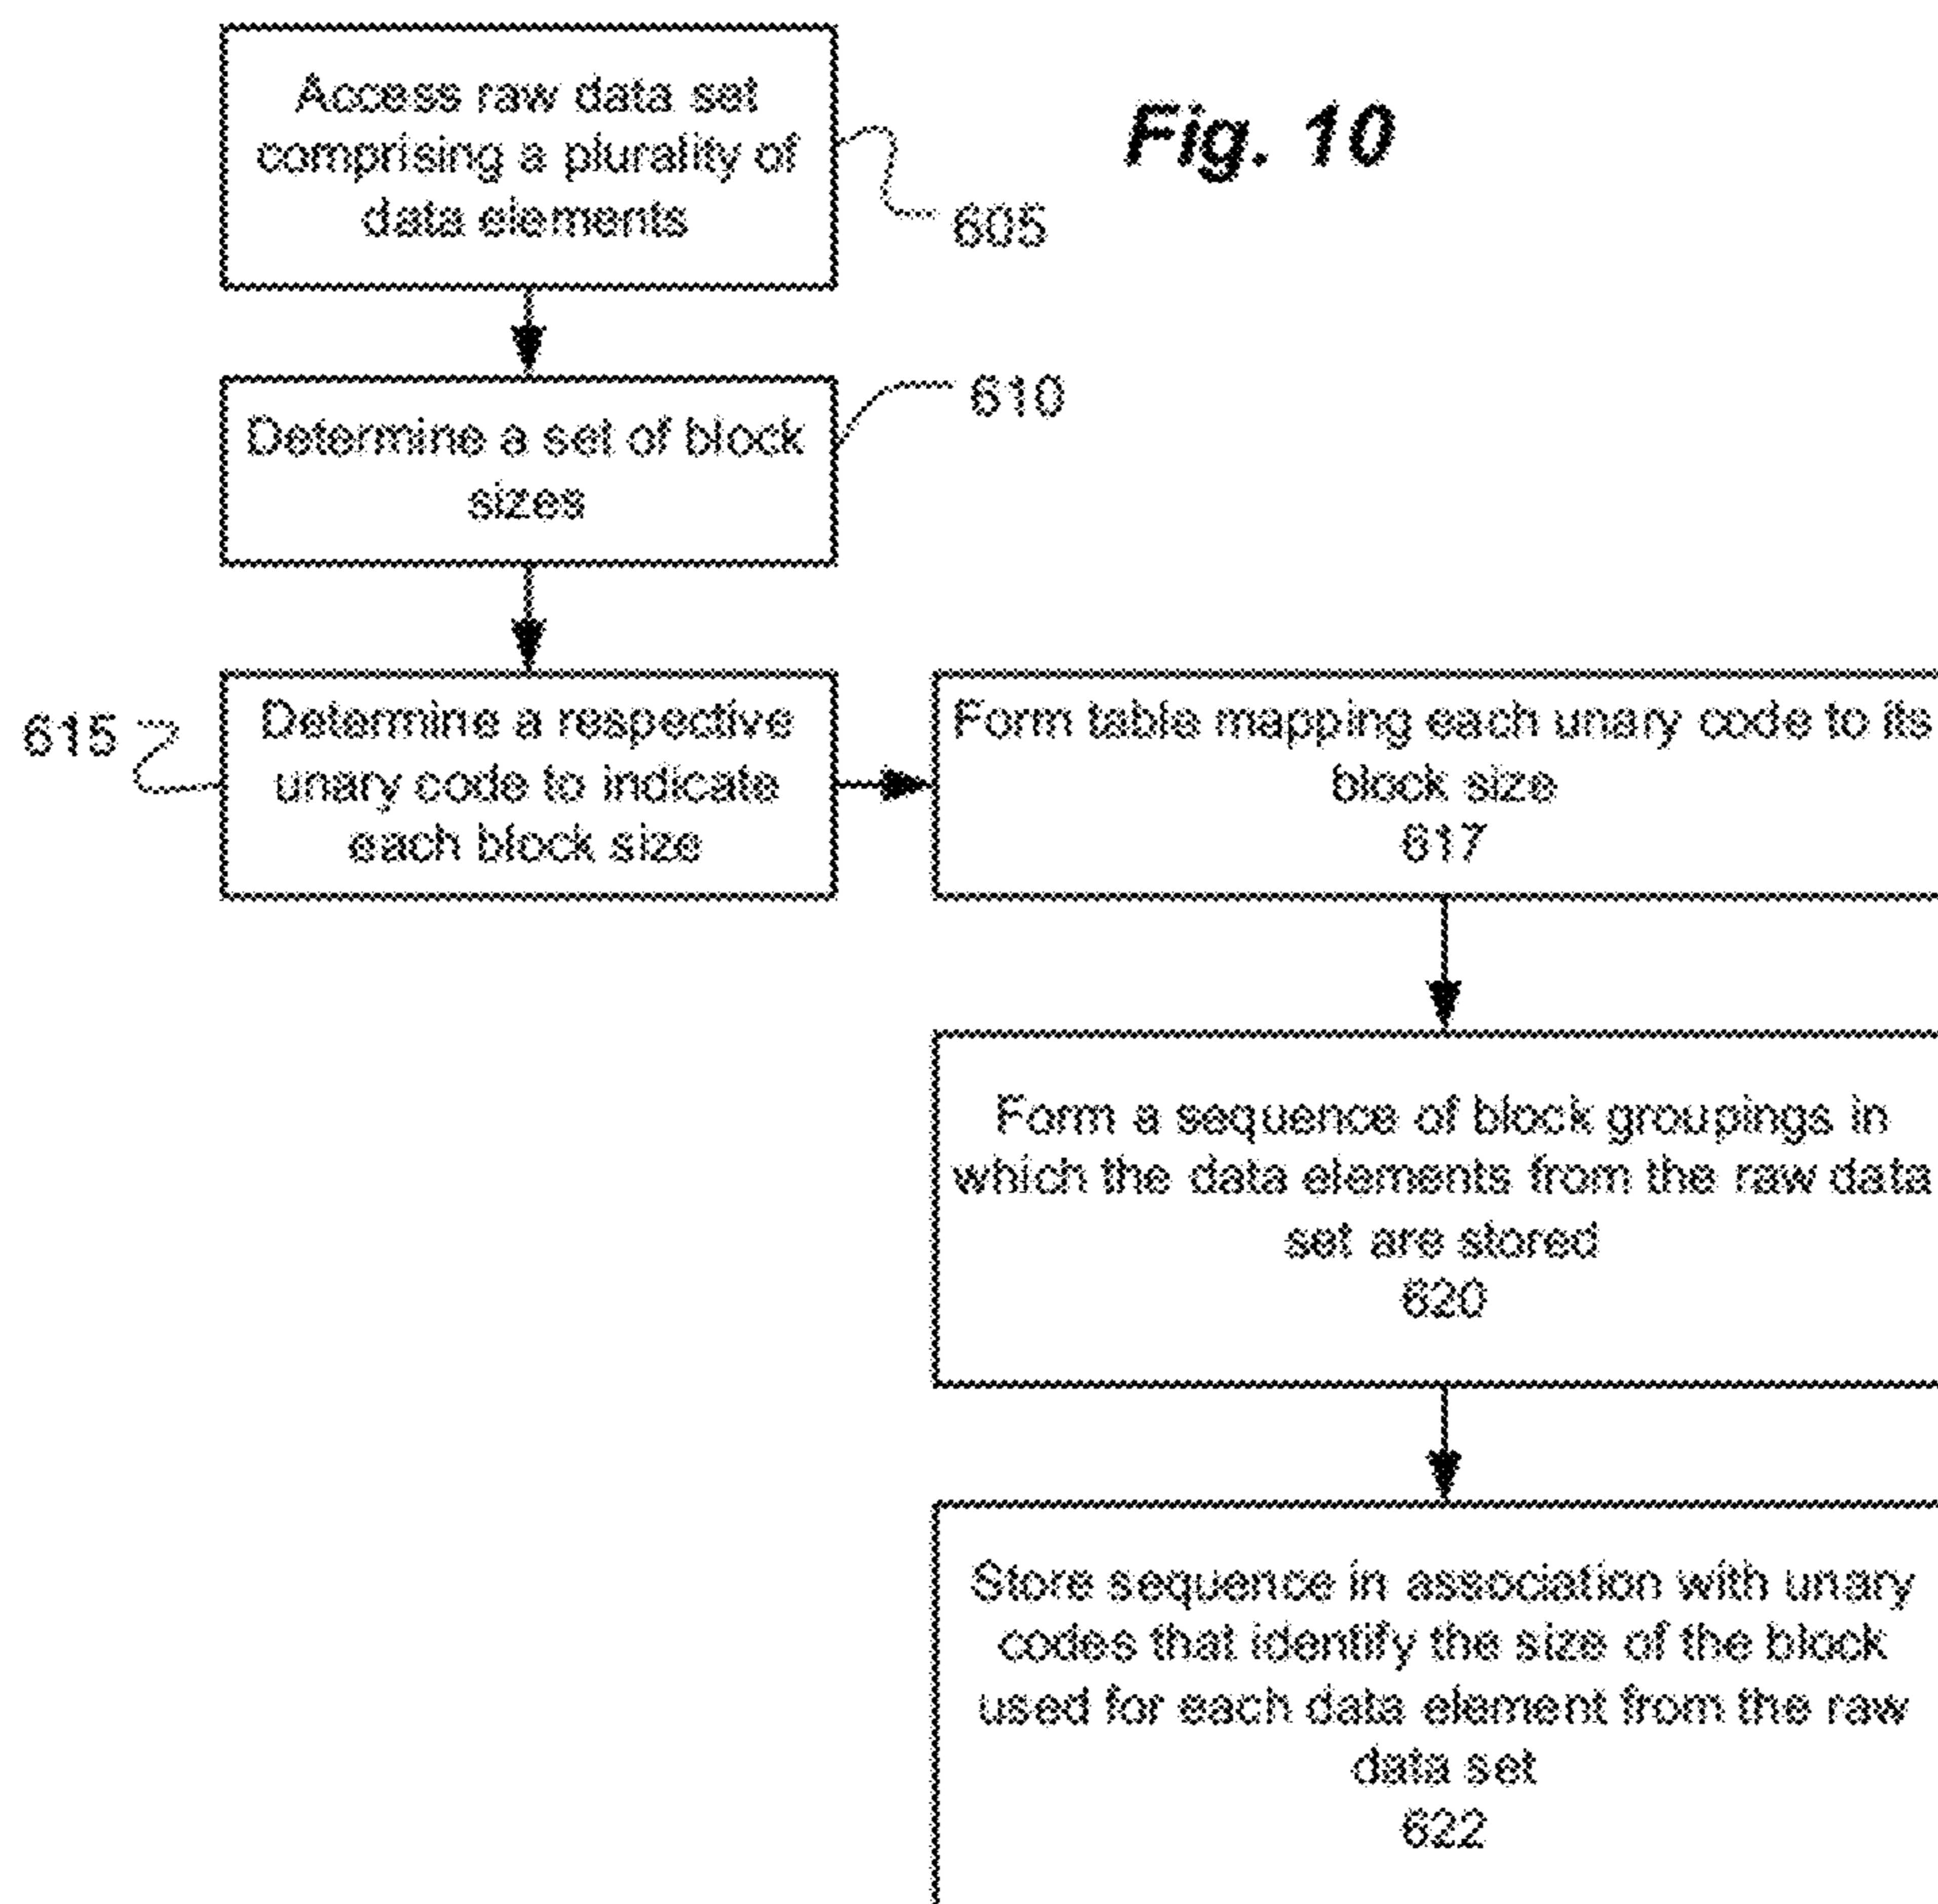 Access raw data set
comprising a plurality of
data elements
Fig. 10
605
Determine a set of block
sizes
610
615
Determine a respective
unary code to indicate
each block size
Form table mapping each unary code to its
block size
617
Form a sequence of block groupings in
which the data elements from the raw data
set are stored
620
Store sequence in association with unary
codes that identify the size of the block
used for each data element from the raw
data set
622